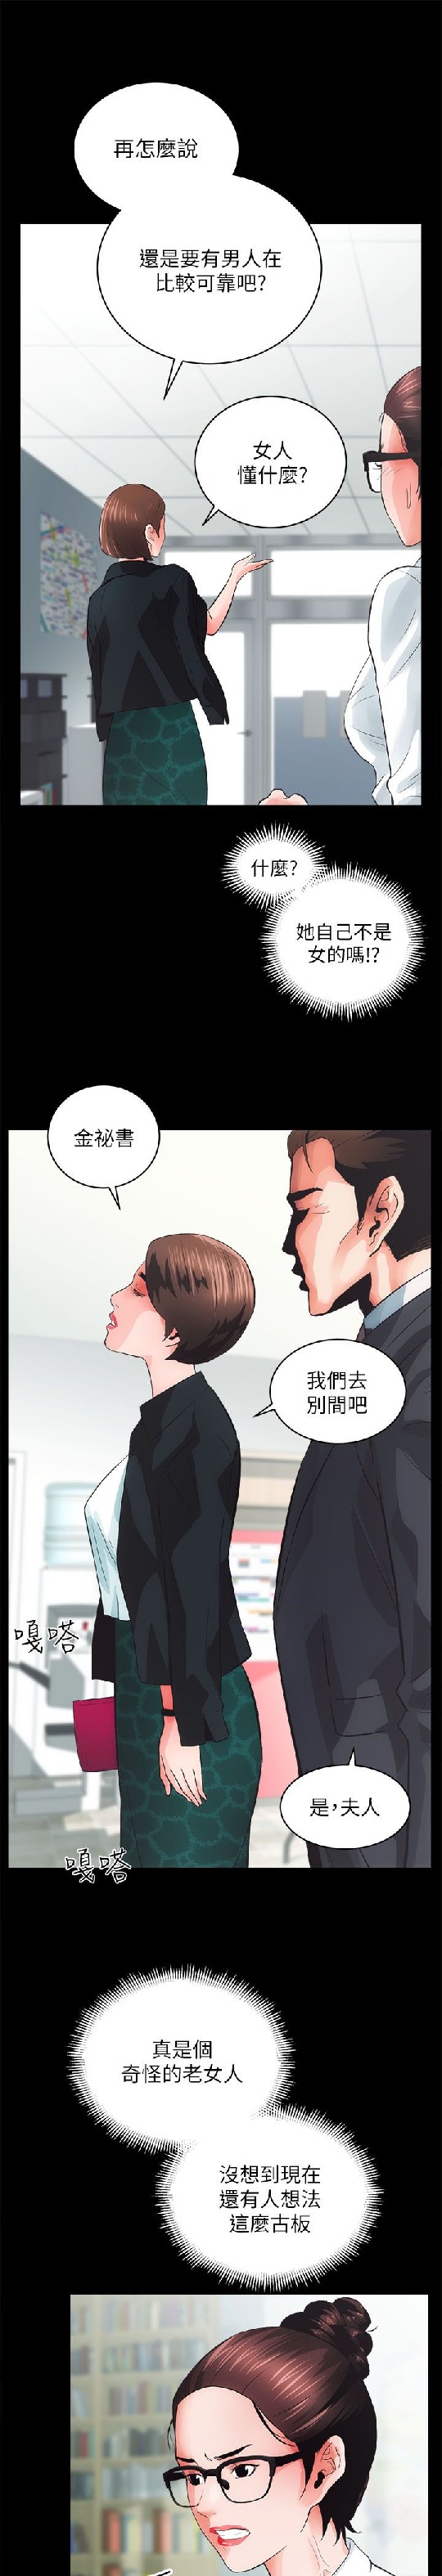 再怎麼說
還是要有男人在
比較可靠吧?
女人
懂什麼?
什麼?
她自己不是
女的嗎!?
金祕書
我們去
別間吧
嘎嗒
是,夫人
嘎嗒
真是個
奇怪的老女人
沒想到現在
還有人想法
這麼古板